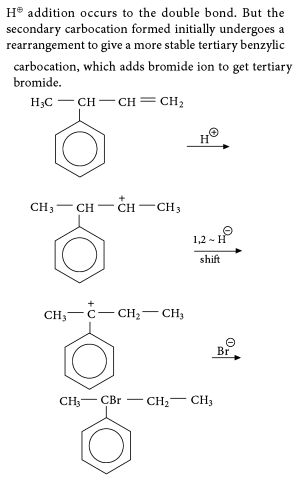 H⊕ addition occurs to the double bond. But the
secondary carbocation formed initially undergoes a
rearrangement to give a more stable tertiary benzylic
carbocation, which adds bromide ion to get tertiary
bromide.
H₃C — CH — CH = CH₂
H⊕
CH₃ — CH — C⁺H — CH₃
1,2 ~ H⊖
shift
CH₃ — C⁺ — CH₂ — CH₃
Br⊖
CH₃ — CBr — CH₂ — CH₃